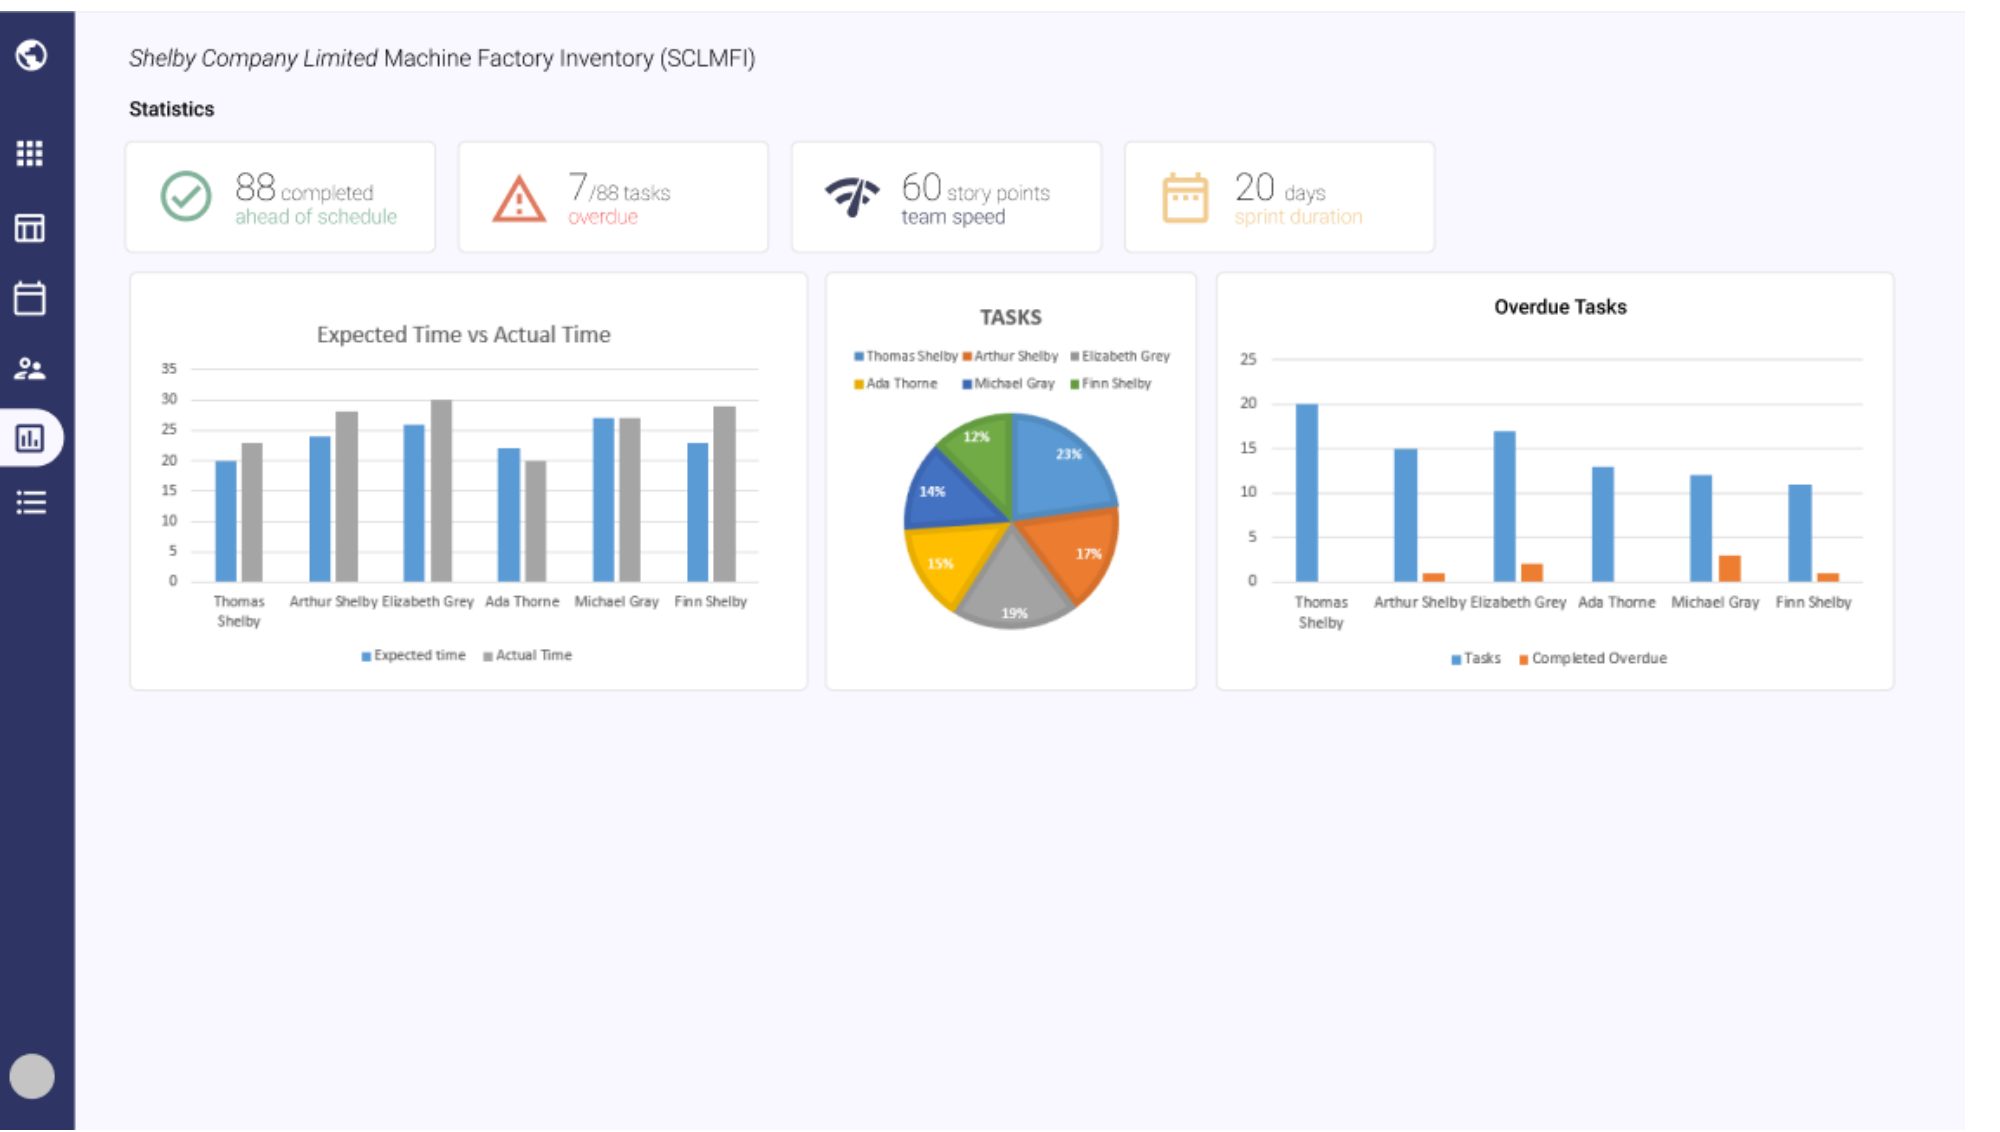 Shelby Company Limited Machine Factory Inventory (SCLMFI)
Statistics
88 completed
ahead of schedule
7/88 tasks
overdue
60 story points
team speed
20 days
sprint duration
Expected Time vs Actual Time
35
30
25
20
15
10
5
0
Thomas Shelby
Arthur Shelby
Elizabeth Grey
Ada Thorne
Michael Gray
Finn Shelby
Expected time
Actual Time
TASKS
Thomas Shelby
Arthur Shelby
Elizabeth Grey
Ada Thorne
Michael Gray
Finn Shelby
12%
23%
14%
17%
15%
19%
Overdue Tasks
25
20
15
10
5
0
Thomas Shelby
Arthur Shelby
Elizabeth Grey
Ada Thorne
Michael Gray
Finn Shelby
Tasks
Completed Overdue